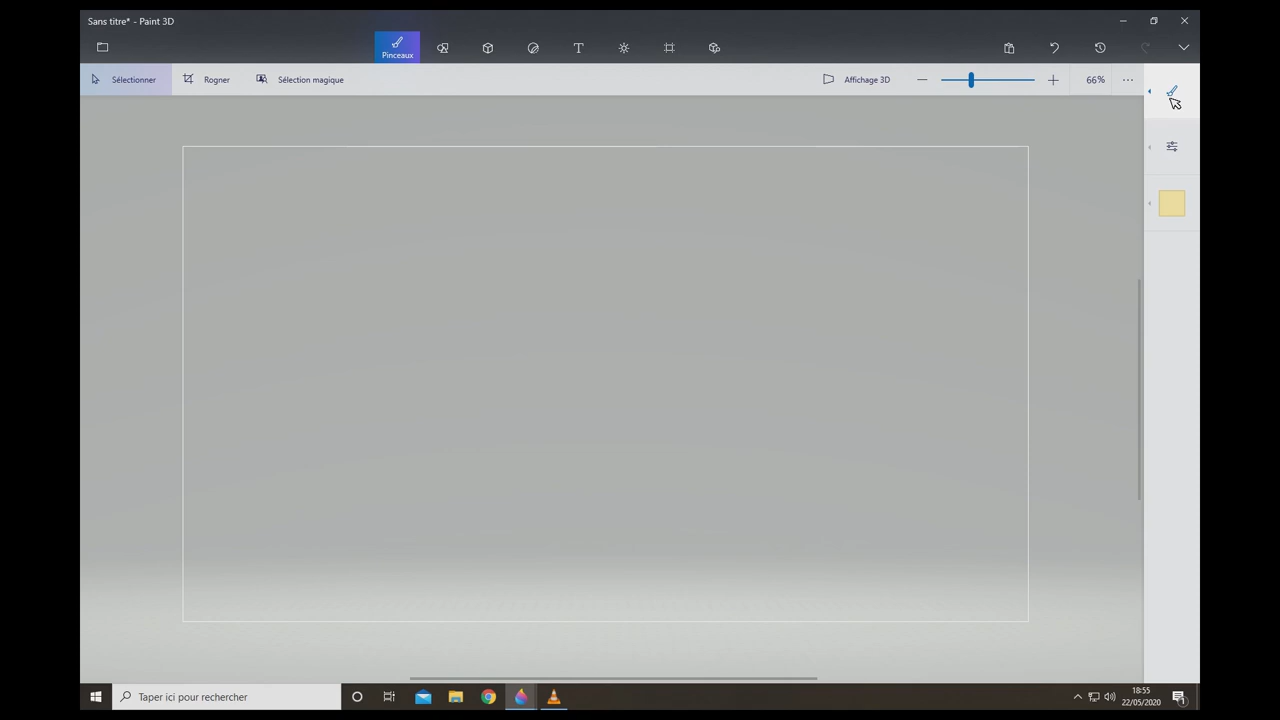 Sans titre* - Paint 3D
Pinceaux
Sélectionner Rogner Sélection magique Affichage 3D 66%
Taper ici pour rechercher
18:55
22/05/2020
1